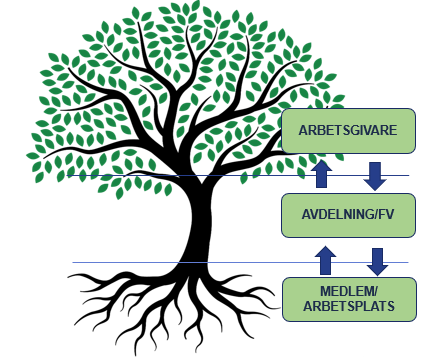 ARBETSGIVARE
AVDELNING/FV
MEDLEM/
ARBETSPLATS